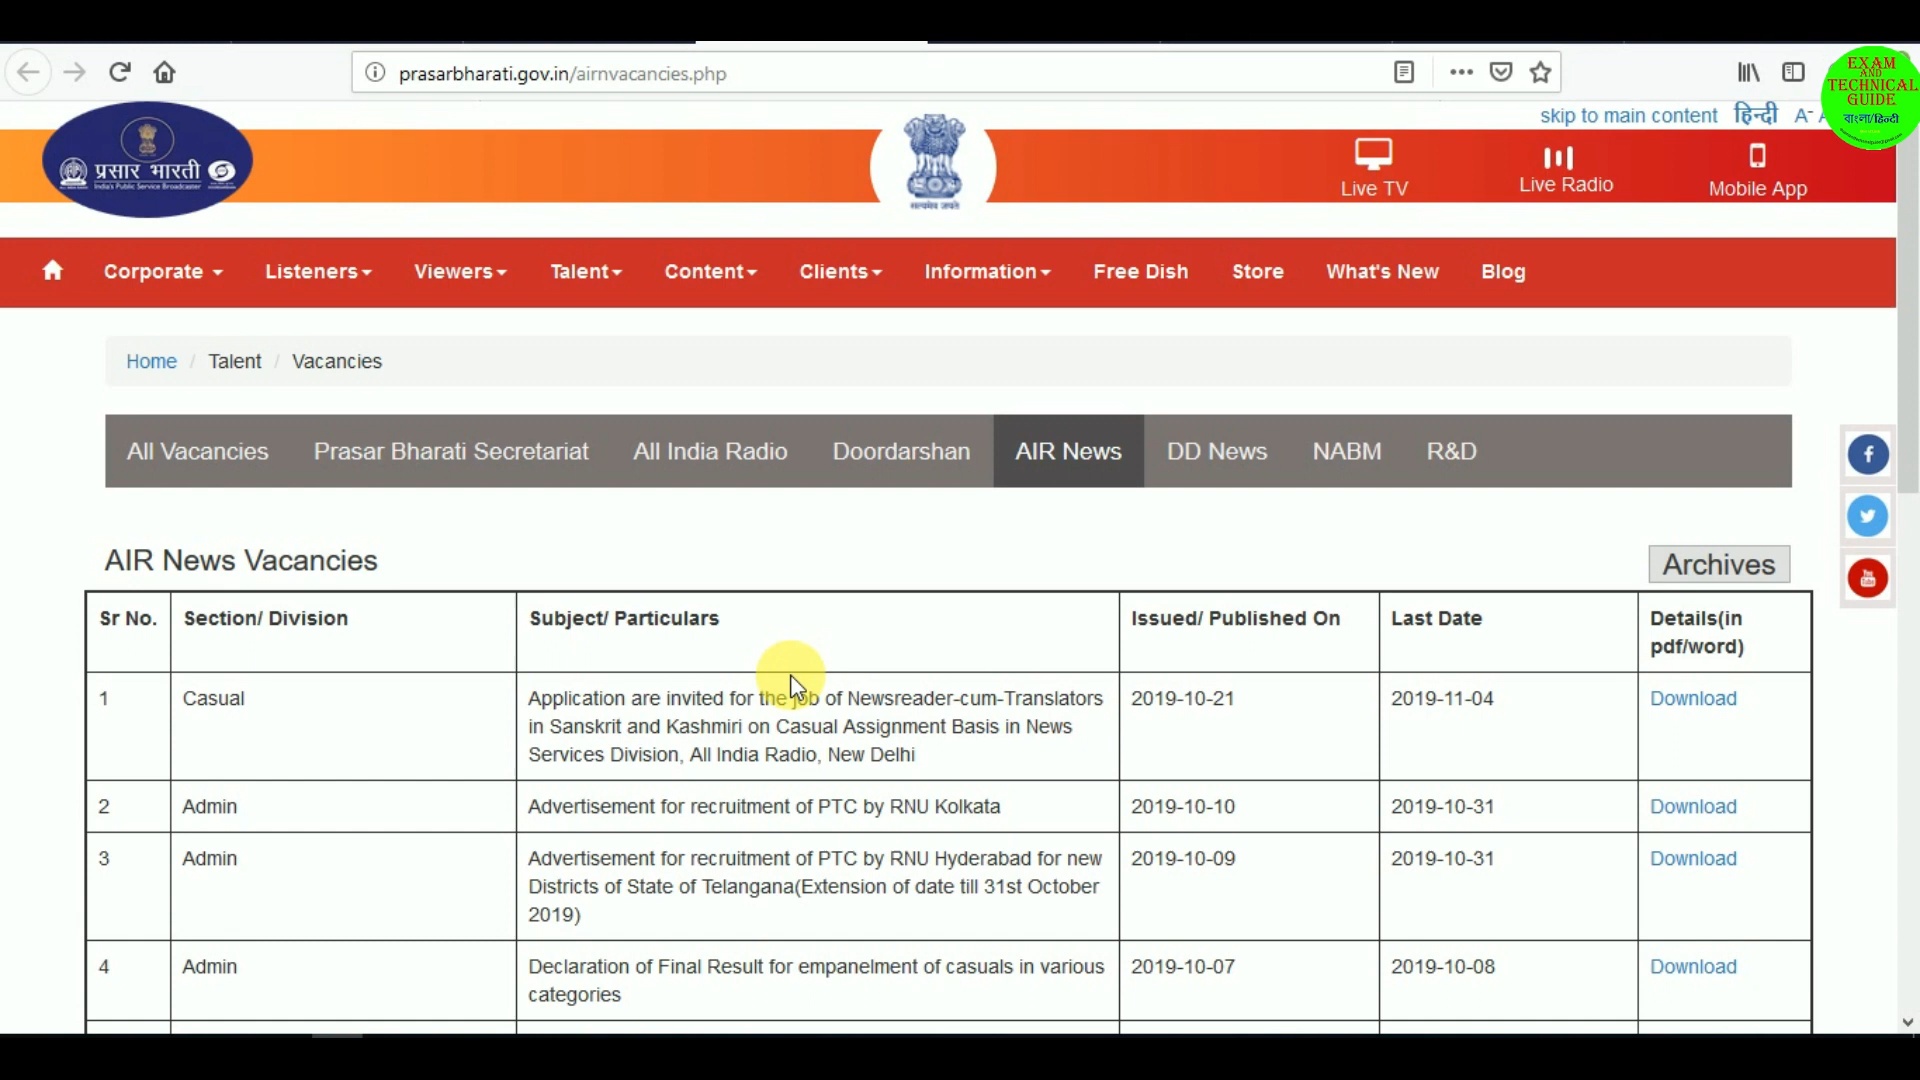 prasarbharati.gov.in/airnvacancies.php
EXAM
AND
TECHNICAL
GUIDE
বাংলা/हिन्दी
skip to main content हिन्दी A-
प्रसार भारती
India's Public Service Broadcaster
सत्यमेव जयते
Live TV
Live Radio
Mobile App
Corporate Listeners Viewers Talent Content Clients Information Free Dish Store What's New Blog
Home / Talent / Vacancies
All Vacancies Prasar Bharati Secretariat All India Radio Doordarshan AIR News DD News NABM R&D
AIR News Vacancies
Archives
Sr No. Section/ Division Subject/ Particulars Issued/ Published On Last Date Details(in
pdf/word)
1 Casual Application are invited for the job of Newsreader-cum-Translators 2019-10-21 2019-11-04 Download
in Sanskrit and Kashmiri on Casual Assignment Basis in News
Services Division, All India Radio, New Delhi
2 Admin Advertisement for recruitment of PTC by RNU Kolkata 2019-10-10 2019-10-31 Download
3 Admin Advertisement for recruitment of PTC by RNU Hyderabad for new 2019-10-09 2019-10-31 Download
Districts of State of Telangana(Extension of date till 31st October
2019)
4 Admin Declaration of Final Result for empanelment of casuals in various 2019-10-07 2019-10-08 Download
categories